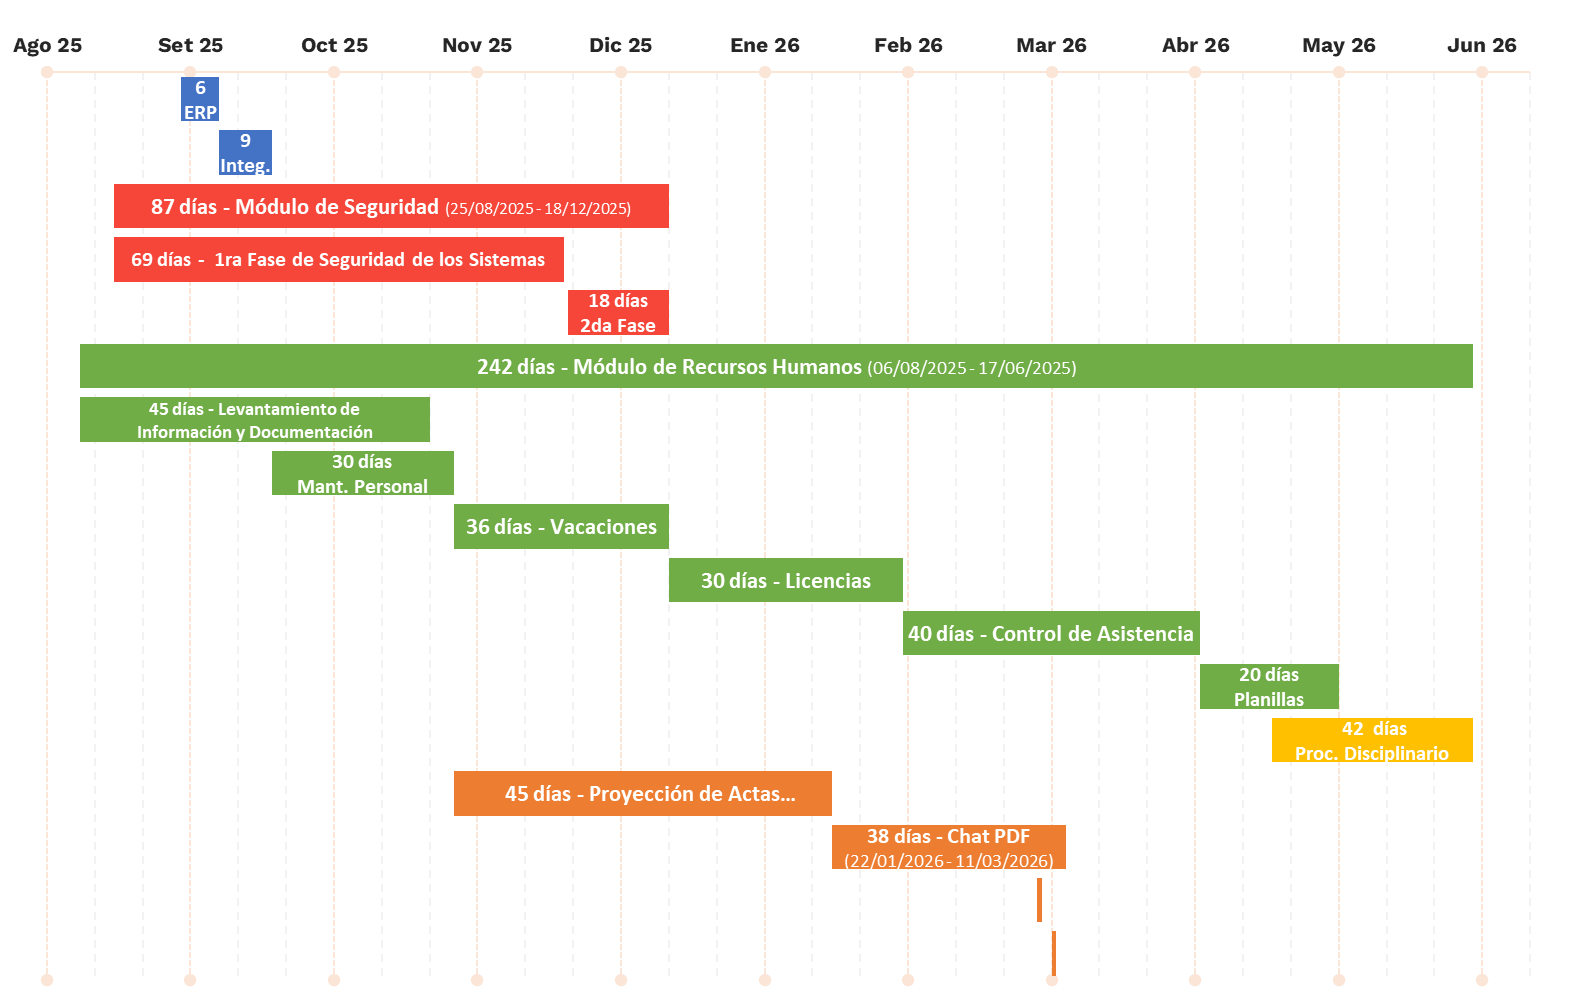 Ago 25 Set 25 Oct 25 Nov 25 Dic 25 Ene 26 Feb 26 Mar 26 Abr 26 May 26 Jun 26
6
ERP
9
Integ.
87 días - Módulo de Seguridad (25/08/2025 - 18/12/2025)
69 días - 1ra Fase de Seguridad de los Sistemas
18 días
2da Fase
242 días - Módulo de Recursos Humanos (06/08/2025 - 17/06/2025)
45 días - Levantamiento de
Información y Documentación
30 días
Mant. Personal
36 días - Vacaciones
30 días - Licencias
40 días - Control de Asistencia
20 días
Planillas
42 días
Proc. Disciplinario
45 días - Proyección de Actas...
38 días - Chat PDF
(22/01/2026 - 11/03/2026)